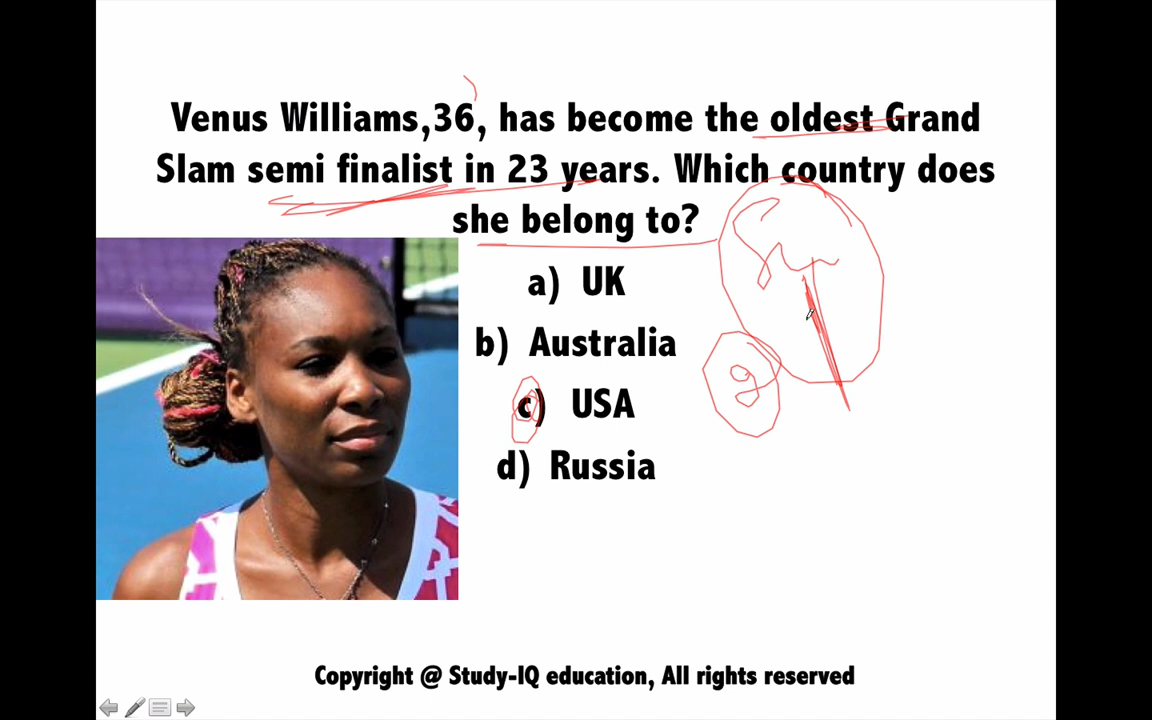 Venus Williams,36, has become the oldest Grand
Slam semi finalist in 23 years. Which country does
she belong to?
a) UK
b) Australia
c) USA
d) Russia
Copyright @ Study-IQ education, All rights reserved